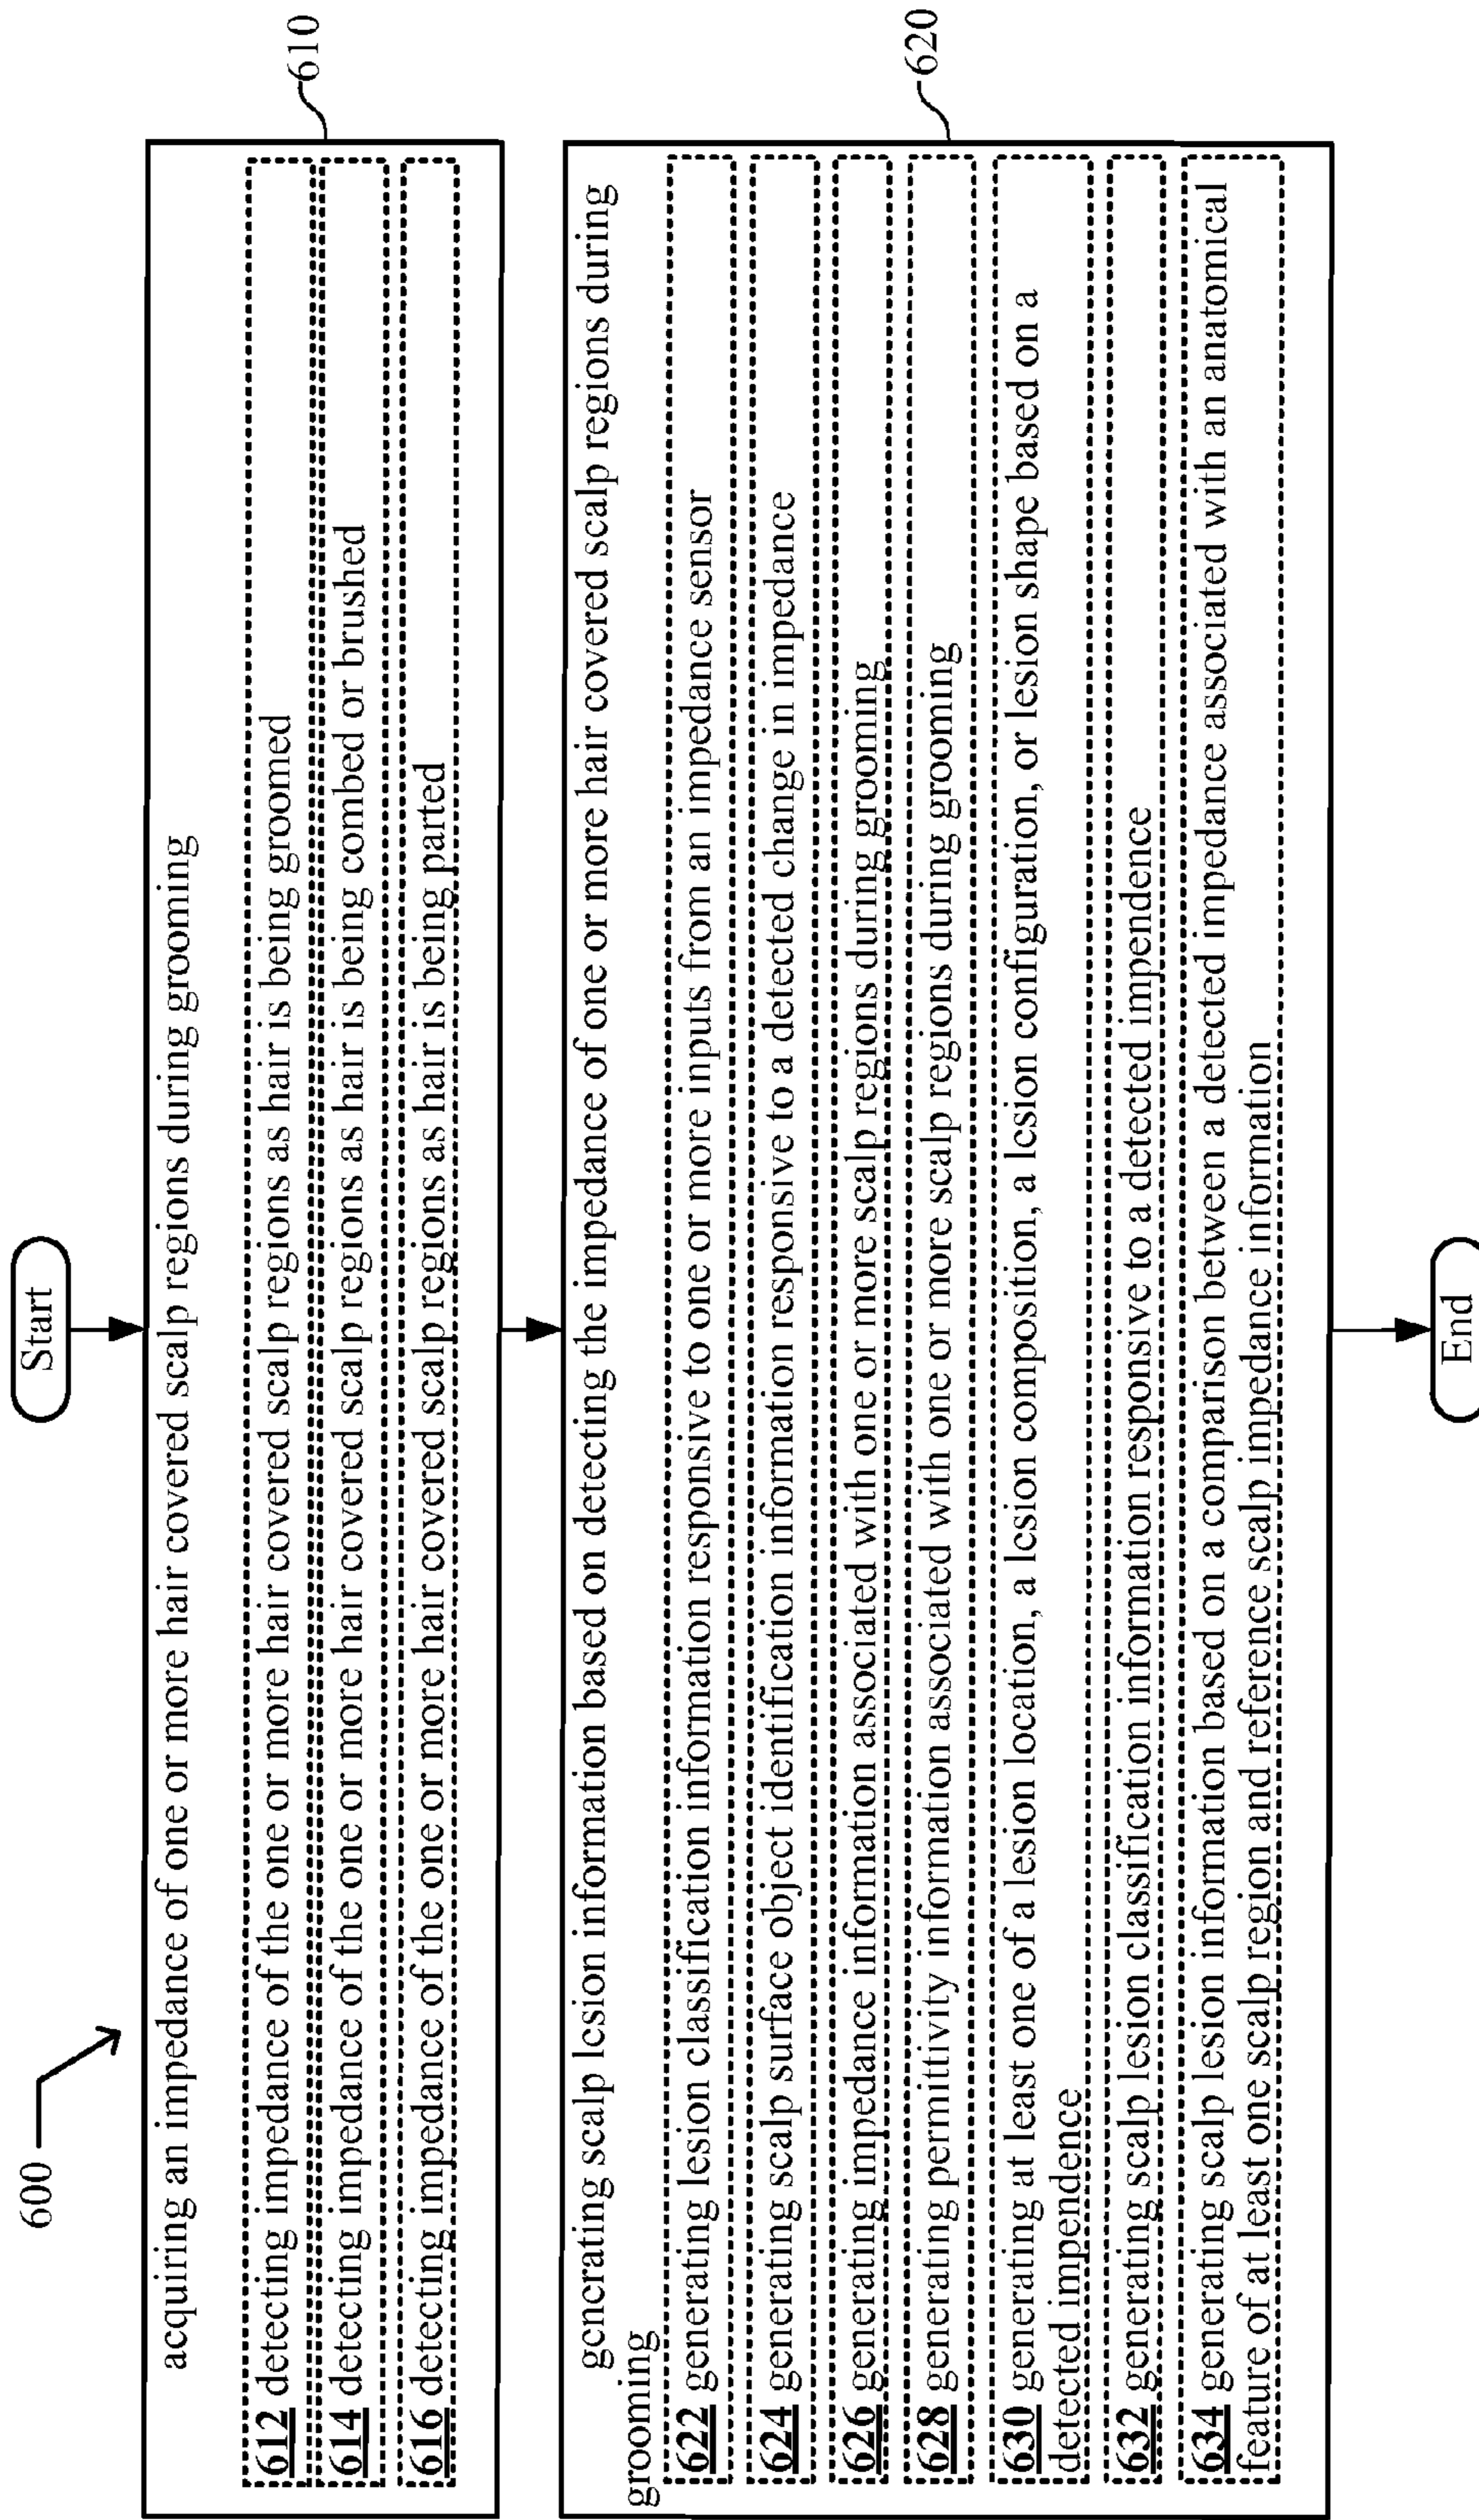 600
Start
acquiring an impedance of one or more hair covered scalp regions during grooming
612 detecting impedance of the one or more hair covered scalp regions as hair is being groomed
614 detecting impedance of the one or more hair covered scalp regions as hair is being combed or brushed
616 detecting impedance of the one or more hair covered scalp regions as hair is being parted
610
generating scalp lesion information based on detecting the impedance of one or more hair covered scalp regions during
grooming
622 generating lesion classification information responsive to one or more inputs from an impedance sensor
624 generating scalp surface object identification information responsive to a detected change in impedance
626 generating impedance information associated with one or more scalp regions during grooming
628 generating permitivity information associated with one or more scalp regions during grooming
630 generating at least one of a lesion location, a lesion composition, a lesion configuration, or lesion shape based on a
detected impendence
632 generating scalp lesion classification information responsive to a detected impendence
634 generating scalp lesion information based on a comparison between a detected impedance associated with an anatomical
feature of at least one scalp region and reference scalp impedance information
620
End